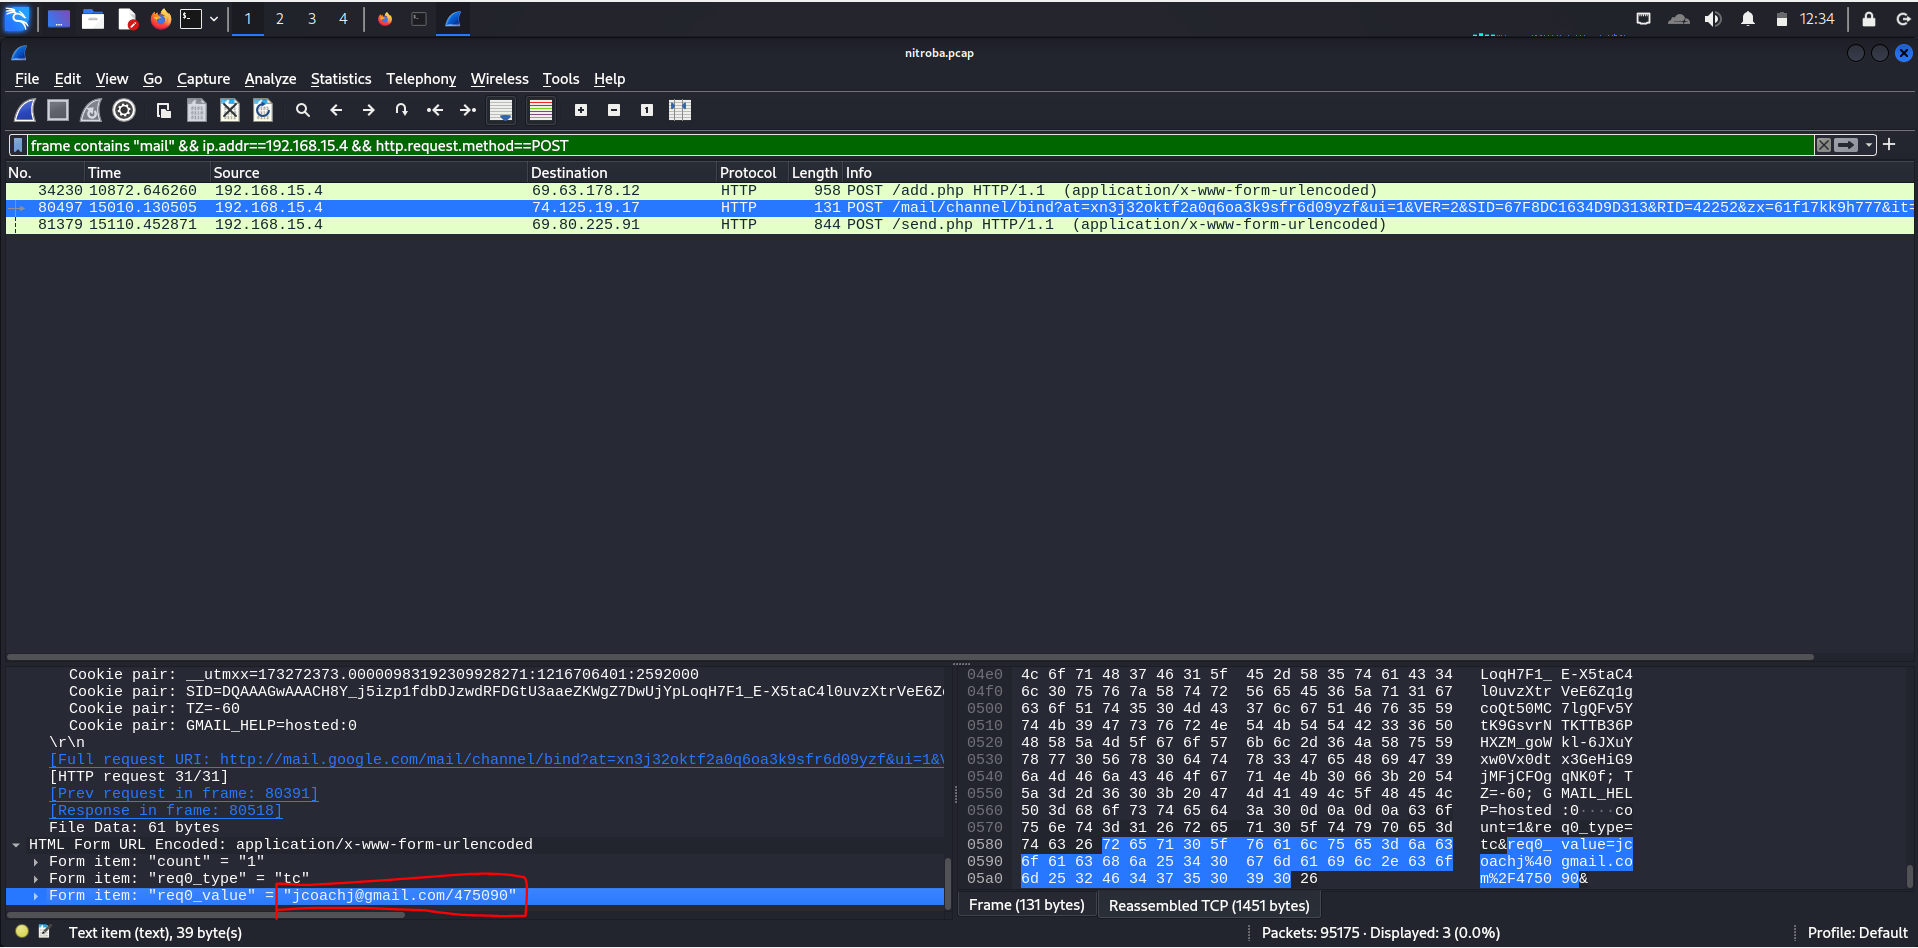 1 2 3 4 12:34
nitroba.pcap
File Edit View Go Capture Analyze Statistics Telephony Wireless Tools Help
frame contains "mail" && ip.addr==192.168.15.4 && http.request.method==POST
No. Time Source Destination Protocol Length Info
34230 10872.646260 192.168.15.4 69.63.178.12 HTTP 958 POST /add.php HTTP/1.1 (application/x-www-form-urlencoded)
80497 15010.130505 192.168.15.4 74.125.19.17 HTTP 131 POST /mail/channel/bind?at=xn3j32oktf2a0q6oa3k9sfr6d09yzf&ui=1&VER=2&SID=67F8DC1634D9D313&RID=42252&zx=61f17kk9h777&it=
81379 15110.452871 192.168.15.4 69.80.225.91 HTTP 844 POST /send.php HTTP/1.1 (application/x-www-form-urlencoded)
Cookie pair: __utmxx=173272373.00000983192309928271:1216706401:2592000
Cookie pair: SID=DQAAAGwAAACH8Y_j5izp1fdbDJzwdRFDGtU3aaeZKWgZ7DwUjYpLoqH7F1_E-X5taC4l0uvzXtrVeE6Z
Cookie pair: TZ=-60
Cookie pair: GMAIL_HELP=hosted:0
\r\n
[Full request URI: http://mail.google.com/mail/channel/bind?at=xn3j32oktf2a0q6oa3k9sfr6d09yzf&ui=1&
[HTTP request 31/31]
[Prev request in frame: 80391]
[Response in frame: 80518]
File Data: 61 bytes
HTML Form URL Encoded: application/x-www-form-urlencoded
Form item: "count" = "1"
Form item: "req0_type" = "tc"
Form item: "req0_value" = "jcoachj@gmail.com/475090"
04e0 4c 6f 71 48 37 46 31 5f 45 2d 58 35 74 61 43 34 LoqH7F1_ E-X5taC4
04f0 6c 30 75 76 7a 58 74 72 56 65 45 36 5a 71 31 67 l0uvzXtr VeE6Zq1g
0500 63 6f 51 74 35 30 4d 43 37 6c 67 51 46 76 35 59 coQt50MC 7lgQFv5Y
0510 74 4b 39 47 73 76 72 4e 54 4b 54 54 42 33 36 50 tK9GsvrN TKTTB36P
0520 48 58 5a 4d 5f 67 6f 57 6b 6c 2d 36 4a 58 75 59 HXZM_goW kl-6JXuY
0530 78 77 30 56 78 30 64 74 78 33 47 65 48 69 47 39 xw0Vx0dt x3GeHiG9
0540 6a 4d 46 6a 43 46 4f 67 71 4e 4b 30 66 3b 20 54 jMFjCFOg qNK0f; T
0550 5a 3d 2d 36 30 3b 20 47 4d 41 49 4c 5f 48 45 4c Z=-60; G MAIL_HEL
0560 50 3d 68 6f 73 74 65 64 3a 30 0d 0a 0d 0a 63 6f P=hosted :0····co
0570 75 6e 74 3d 31 26 72 65 71 30 5f 74 79 70 65 3d unt=1&re q0_type=
0580 74 63 26 72 65 71 30 5f 76 61 6c 75 65 3d 6a 63 tc&req0_ value=jc
0590 6f 61 63 68 6a 25 34 30 67 6d 61 69 6c 2e 63 6f oachj%40 gmail.co
05a0 6d 25 32 46 34 37 35 30 39 30 26 m%2F4750 90&
Frame (131 bytes) Reassembled TCP (1451 bytes)
Text item (text), 39 byte(s) Packets: 95175 · Displayed: 3 (0.0%) Profile: Default